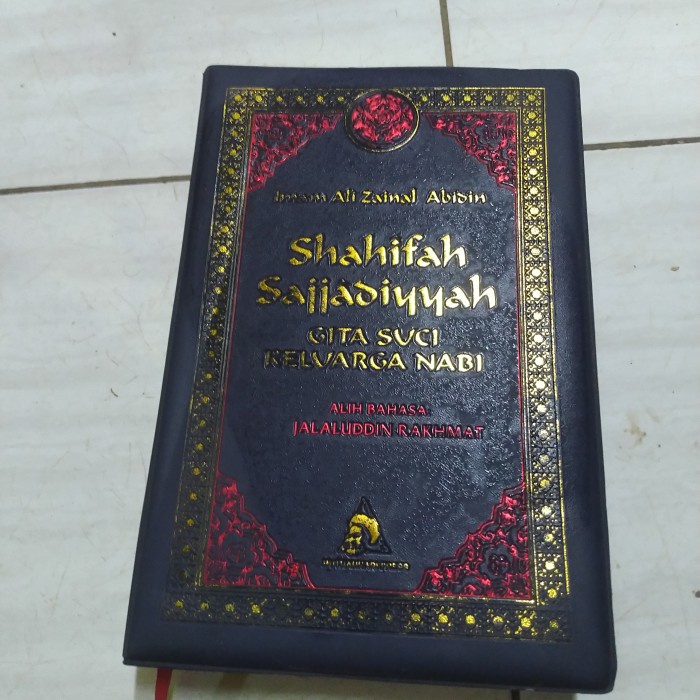 Imam Ali Zainal Abidin
Shahifah
Sajjadiyyah
GITA SUCI
KELUARGA NABI
ALIH BAHASA:
JALALUDDIN RAKHMAT